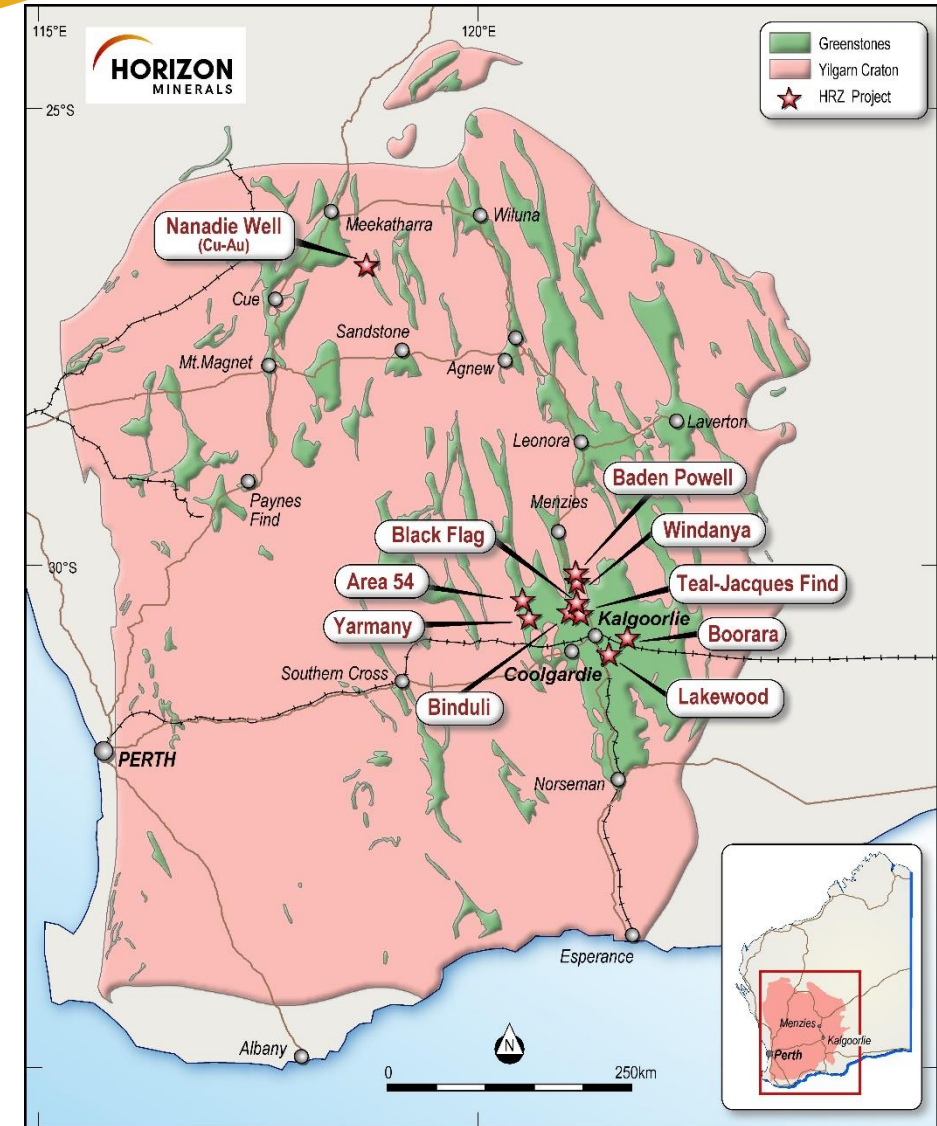 115°E
120°E
HORIZON
MINERALS
Greenstones
Yilgarn Craton
HRZ Project
25°S
Nanadie Well
(Cu-Au)
Meekatharra
Wiluna
Cue
Sandstone
Mt.Magnet
Agnew
Laverton
Leonora
Paynes
Find
Menzies
Baden Powell
Black Flag
Windanya
30°S
Area 54
Teal-Jacques Find
Yarmany
Kalgoorlie
Boorara
Southern Cross
Coolgardie
Binduli
Lakewood
PERTH
Norseman
Esperance
Albany
N
0
250km
Menzies
Kalgoorlie
Perth